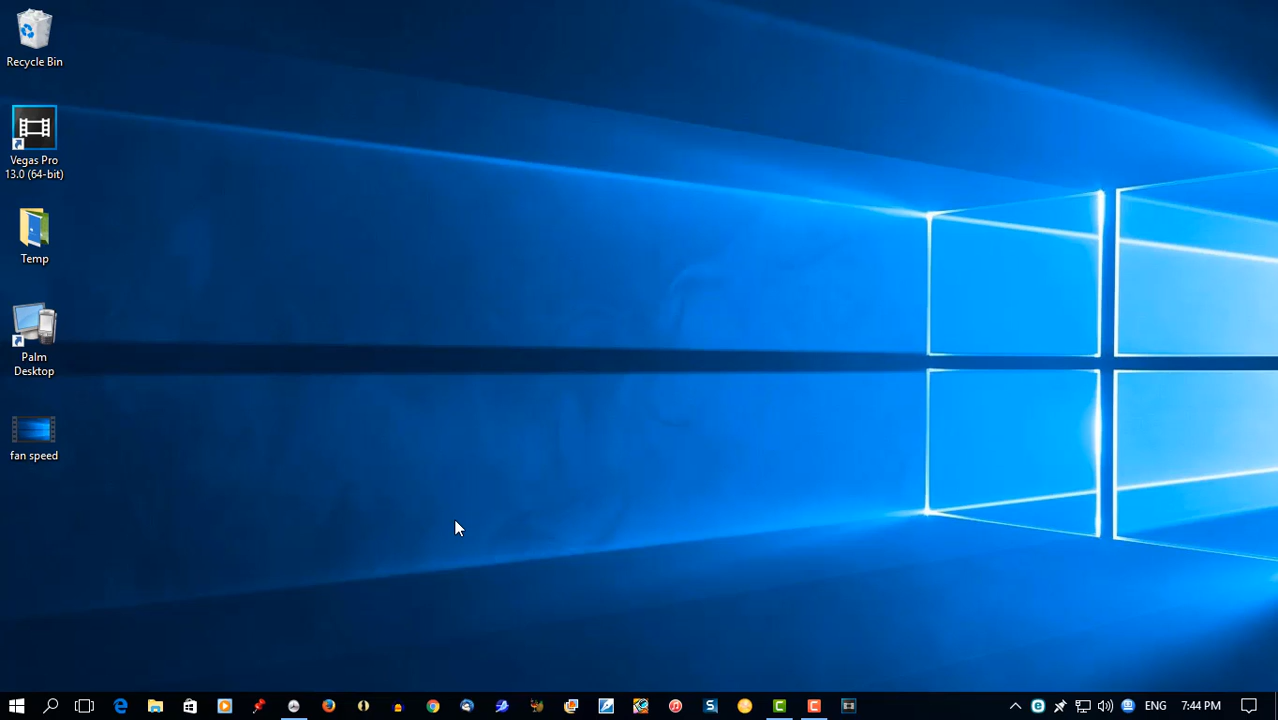 Recycle Bin
Vegas Pro
13.0 (64-bit)
Temp
Palm
Desktop
fan speed
ENG
7:44 PM